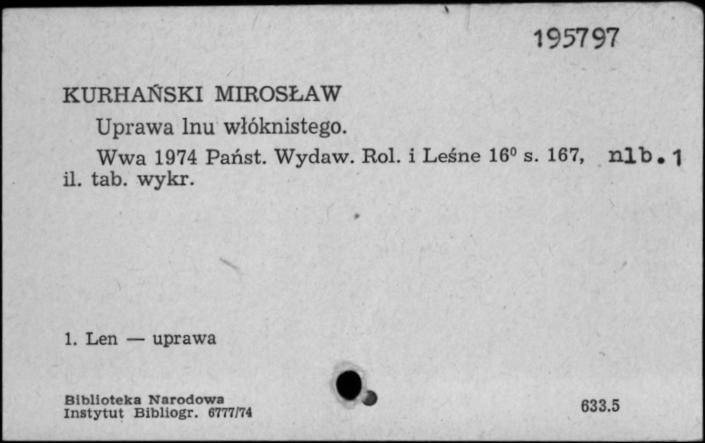 195797
KURHAŃSKI MIROSŁAW
Uprawa lnu włóknistego.
Wwa 1974 Państ. Wydaw. Rol. i Leśne 16⁰ s. 167, nlb. 1
il. tab. wykr.
1. Len — uprawa
Biblioteka Narodowa
Instytut Bibliogr. 6777/74
633.5